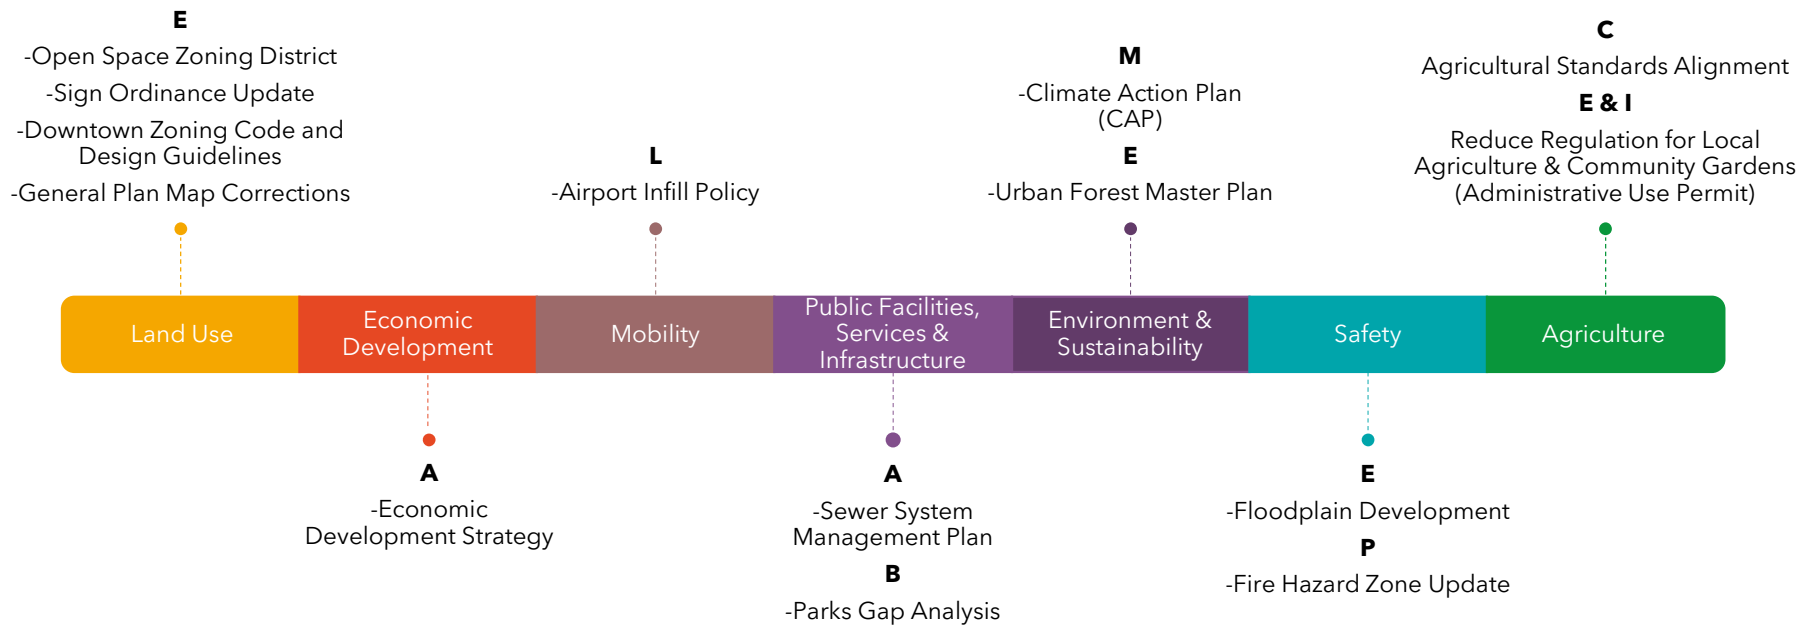 E
-Open Space Zoning District
-Sign Ordinance Update
-Downtown Zoning Code and
Design Guidelines
-General Plan Map Corrections
L
-Airport Infill Policy
M
-Climate Action Plan
(CAP)
E
-Urban Forest Master Plan
C
Agricultural Standards Alignment
E & I
Reduce Regulation for Local
Agriculture & Community Gardens
(Administrative Use Permit)
Land Use
Economic
Development
Mobility
Public Facilities,
Services &
Infrastructure
Environment &
Sustainability
Safety
Agriculture
A
-Economic
Development Strategy
A
-Sewer System
Management Plan
B
-Parks Gap Analysis
E
-Floodplain Development
P
-Fire Hazard Zone Update